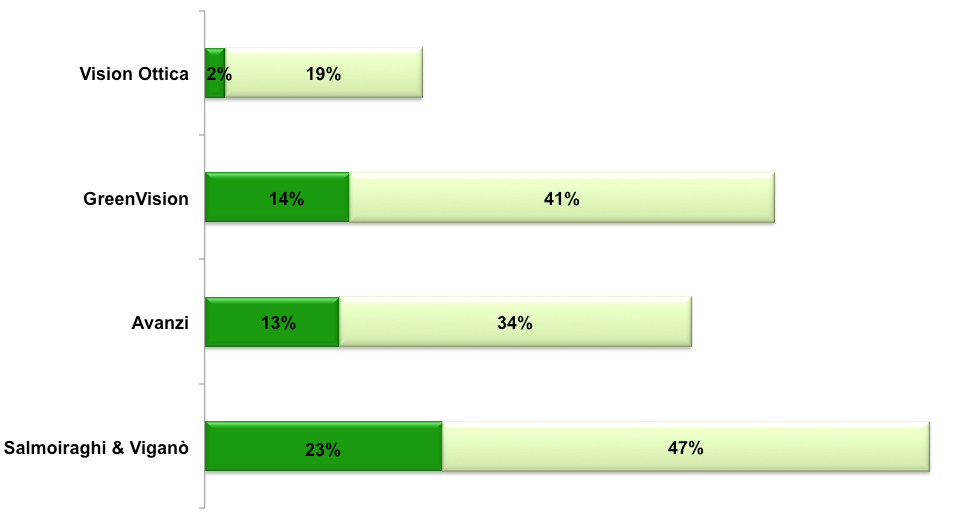 Vision Ottica 2% 19%
GreenVision 14% 41%
Avanzi 13% 34%
Salmoiraghi & Viganò 23% 47%